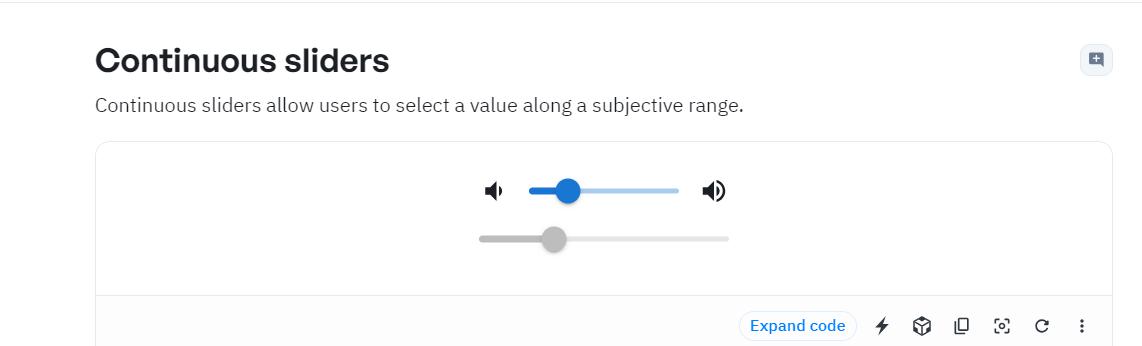 Continuous sliders
Continuous sliders allow users to select a value along a subjective range.
Expand code